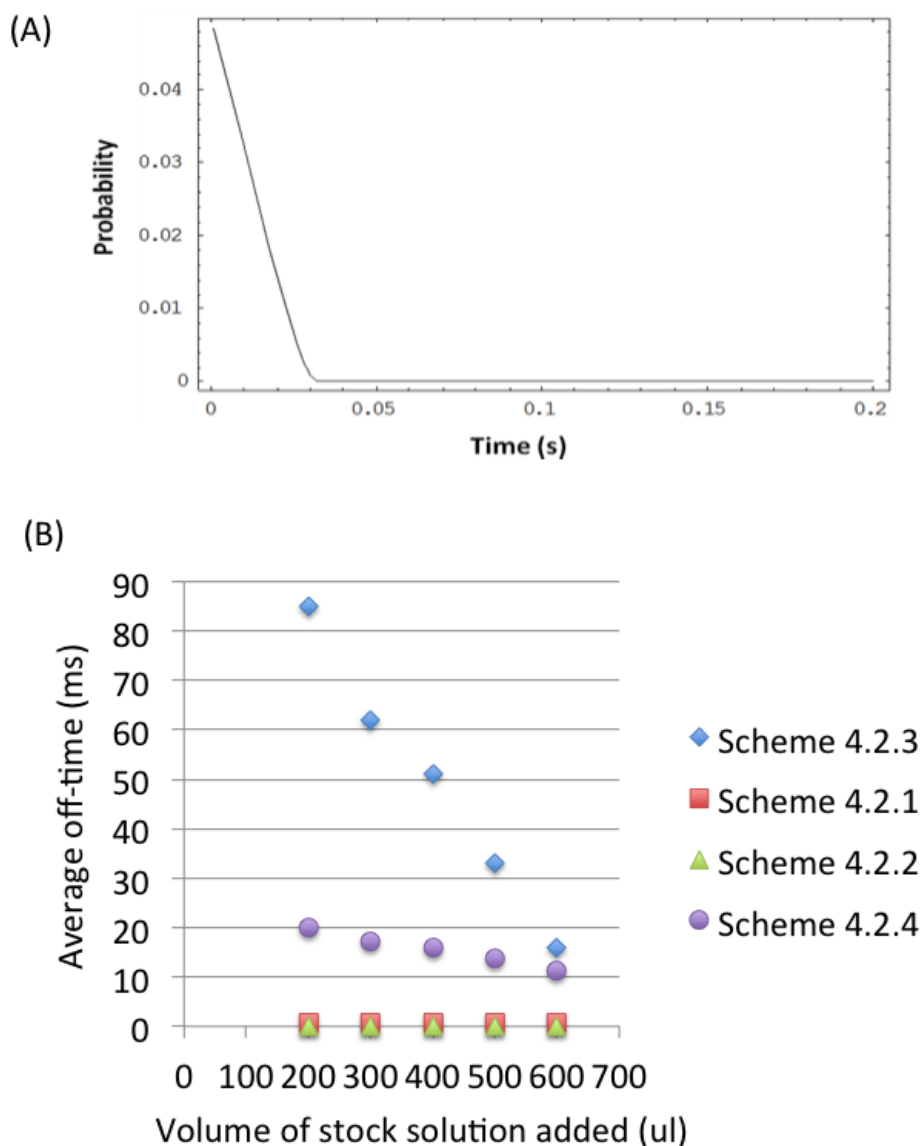 (A)
0.04
0.03
0.02
0.01
0
Probability
0 0.05 0.1 0.15 0.2
Time (s)
(B)
90
80
70
60
50
40
30
20
10
0
Average off-time (ms)
0 100 200 300 400 500 600 700
Volume of stock solution added (ul)
Scheme 4.2.3
Scheme 4.2.1
Scheme 4.2.2
Scheme 4.2.4